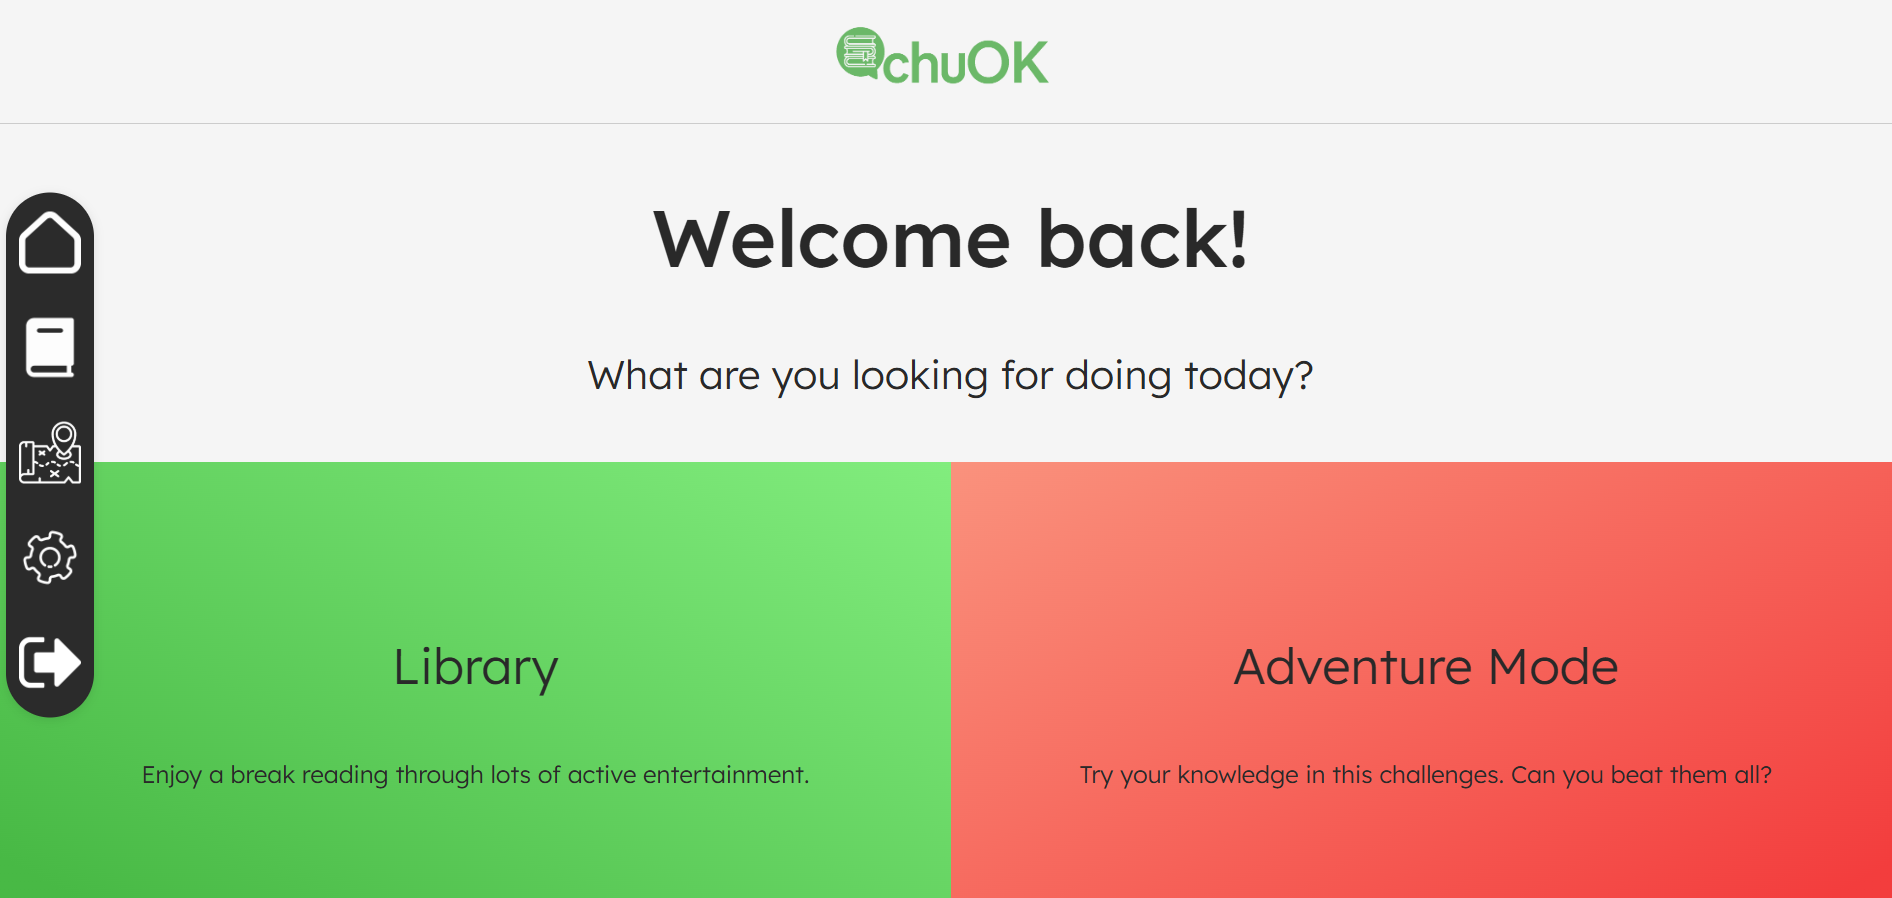 chuOK
Welcome back!
What are you looking for doing today?
Library
Enjoy a break reading through lots of active entertainment.
Adventure Mode
Try your knowledge in this challenges. Can you beat them all?